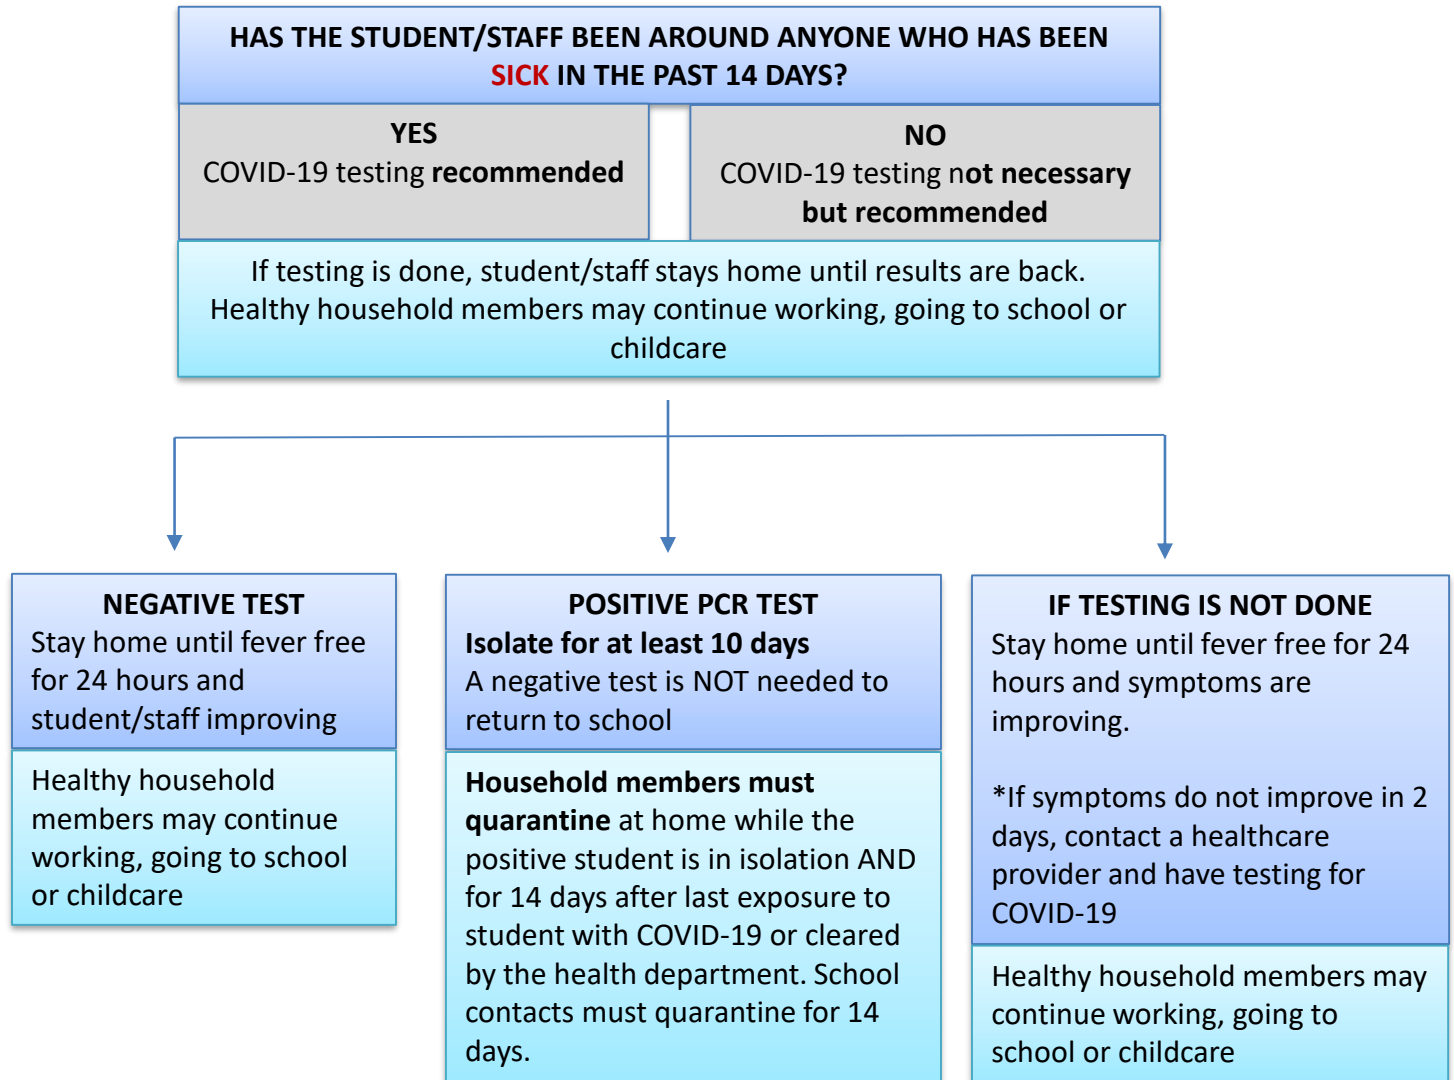 HAS THE STUDENT/STAFF BEEN AROUND ANYONE WHO HAS BEEN
SICK IN THE PAST 14 DAYS?
YES
COVID-19 testing recommended
NO
COVID-19 testing not necessary
but recommended
If testing is done, student/staff stays home until results are back.
Healthy household members may continue working, going to school or
childcare
NEGATIVE TEST
Stay home until fever free
for 24 hours and
student/staff improving
Healthy household
members may continue
working, going to school
or childcare
POSITIVE PCR TEST
Isolate for at least 10 days
A negative test is NOT needed to
return to school
Household members must
quarantine at home while the
positive student is in isolation AND
for 14 days after last exposure to
student with COVID-19 or cleared
by the health department. School
contacts must quarantine for 14
days.
IF TESTING IS NOT DONE
Stay home until fever free for 24
hours and symptoms are
improving.
*If symptoms do not improve in 2
days, contact a healthcare
provider and have testing for
COVID-19
Healthy household members may
continue working, going to
school or childcare